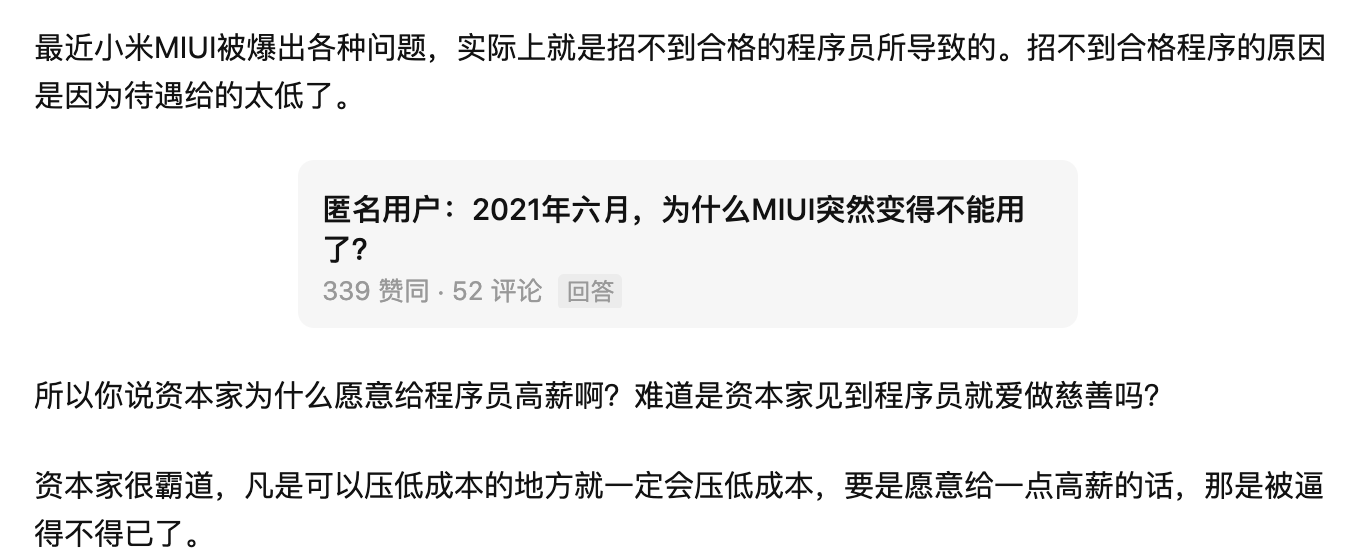 最近小米MIUI被爆出各种问题，实际上就是招不到合格的程序员所导致的。招不到合格程序的原因
是因为待遇给的太低了。
匿名用户：2021年六月，为什么MIUI突然变得不能用
了？
339 赞同 · 52 评论 回答
所以你说资本家为什么愿意给程序员高薪啊？难道是资本家见到程序员就爱做慈善吗？
资本家很霸道，凡是可以压低成本的地方就一定会压低成本，要是愿意给一点高薪的话，那是被逼
得不得已了。